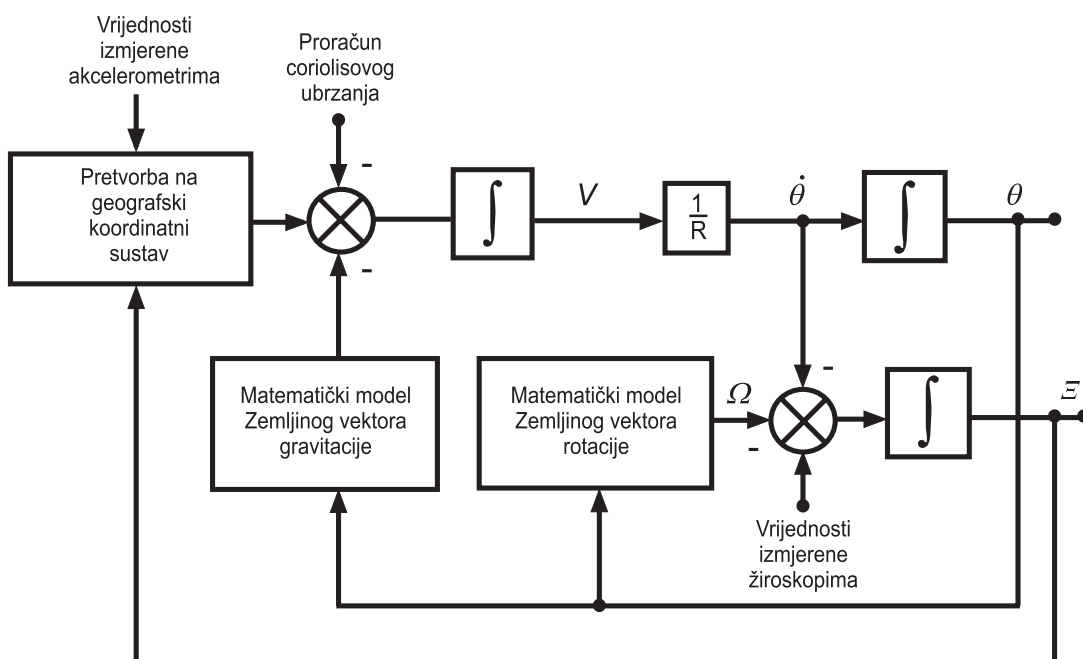 Vrijednosti
izmjerene
akcelerometrima
Proračun
coriolisovog
ubrzanja
Pretvorba na
geografski
koordinatni
sustav
-
-
∫
V
1
R
θ̇
∫
θ
Matematički model
Zemljinog vektora
gravitacije
Matematički model
Zemljinog vektora
rotacije
Ω
-
-
∫
Ξ
Vrijednosti
izmjerene
žiroskopima